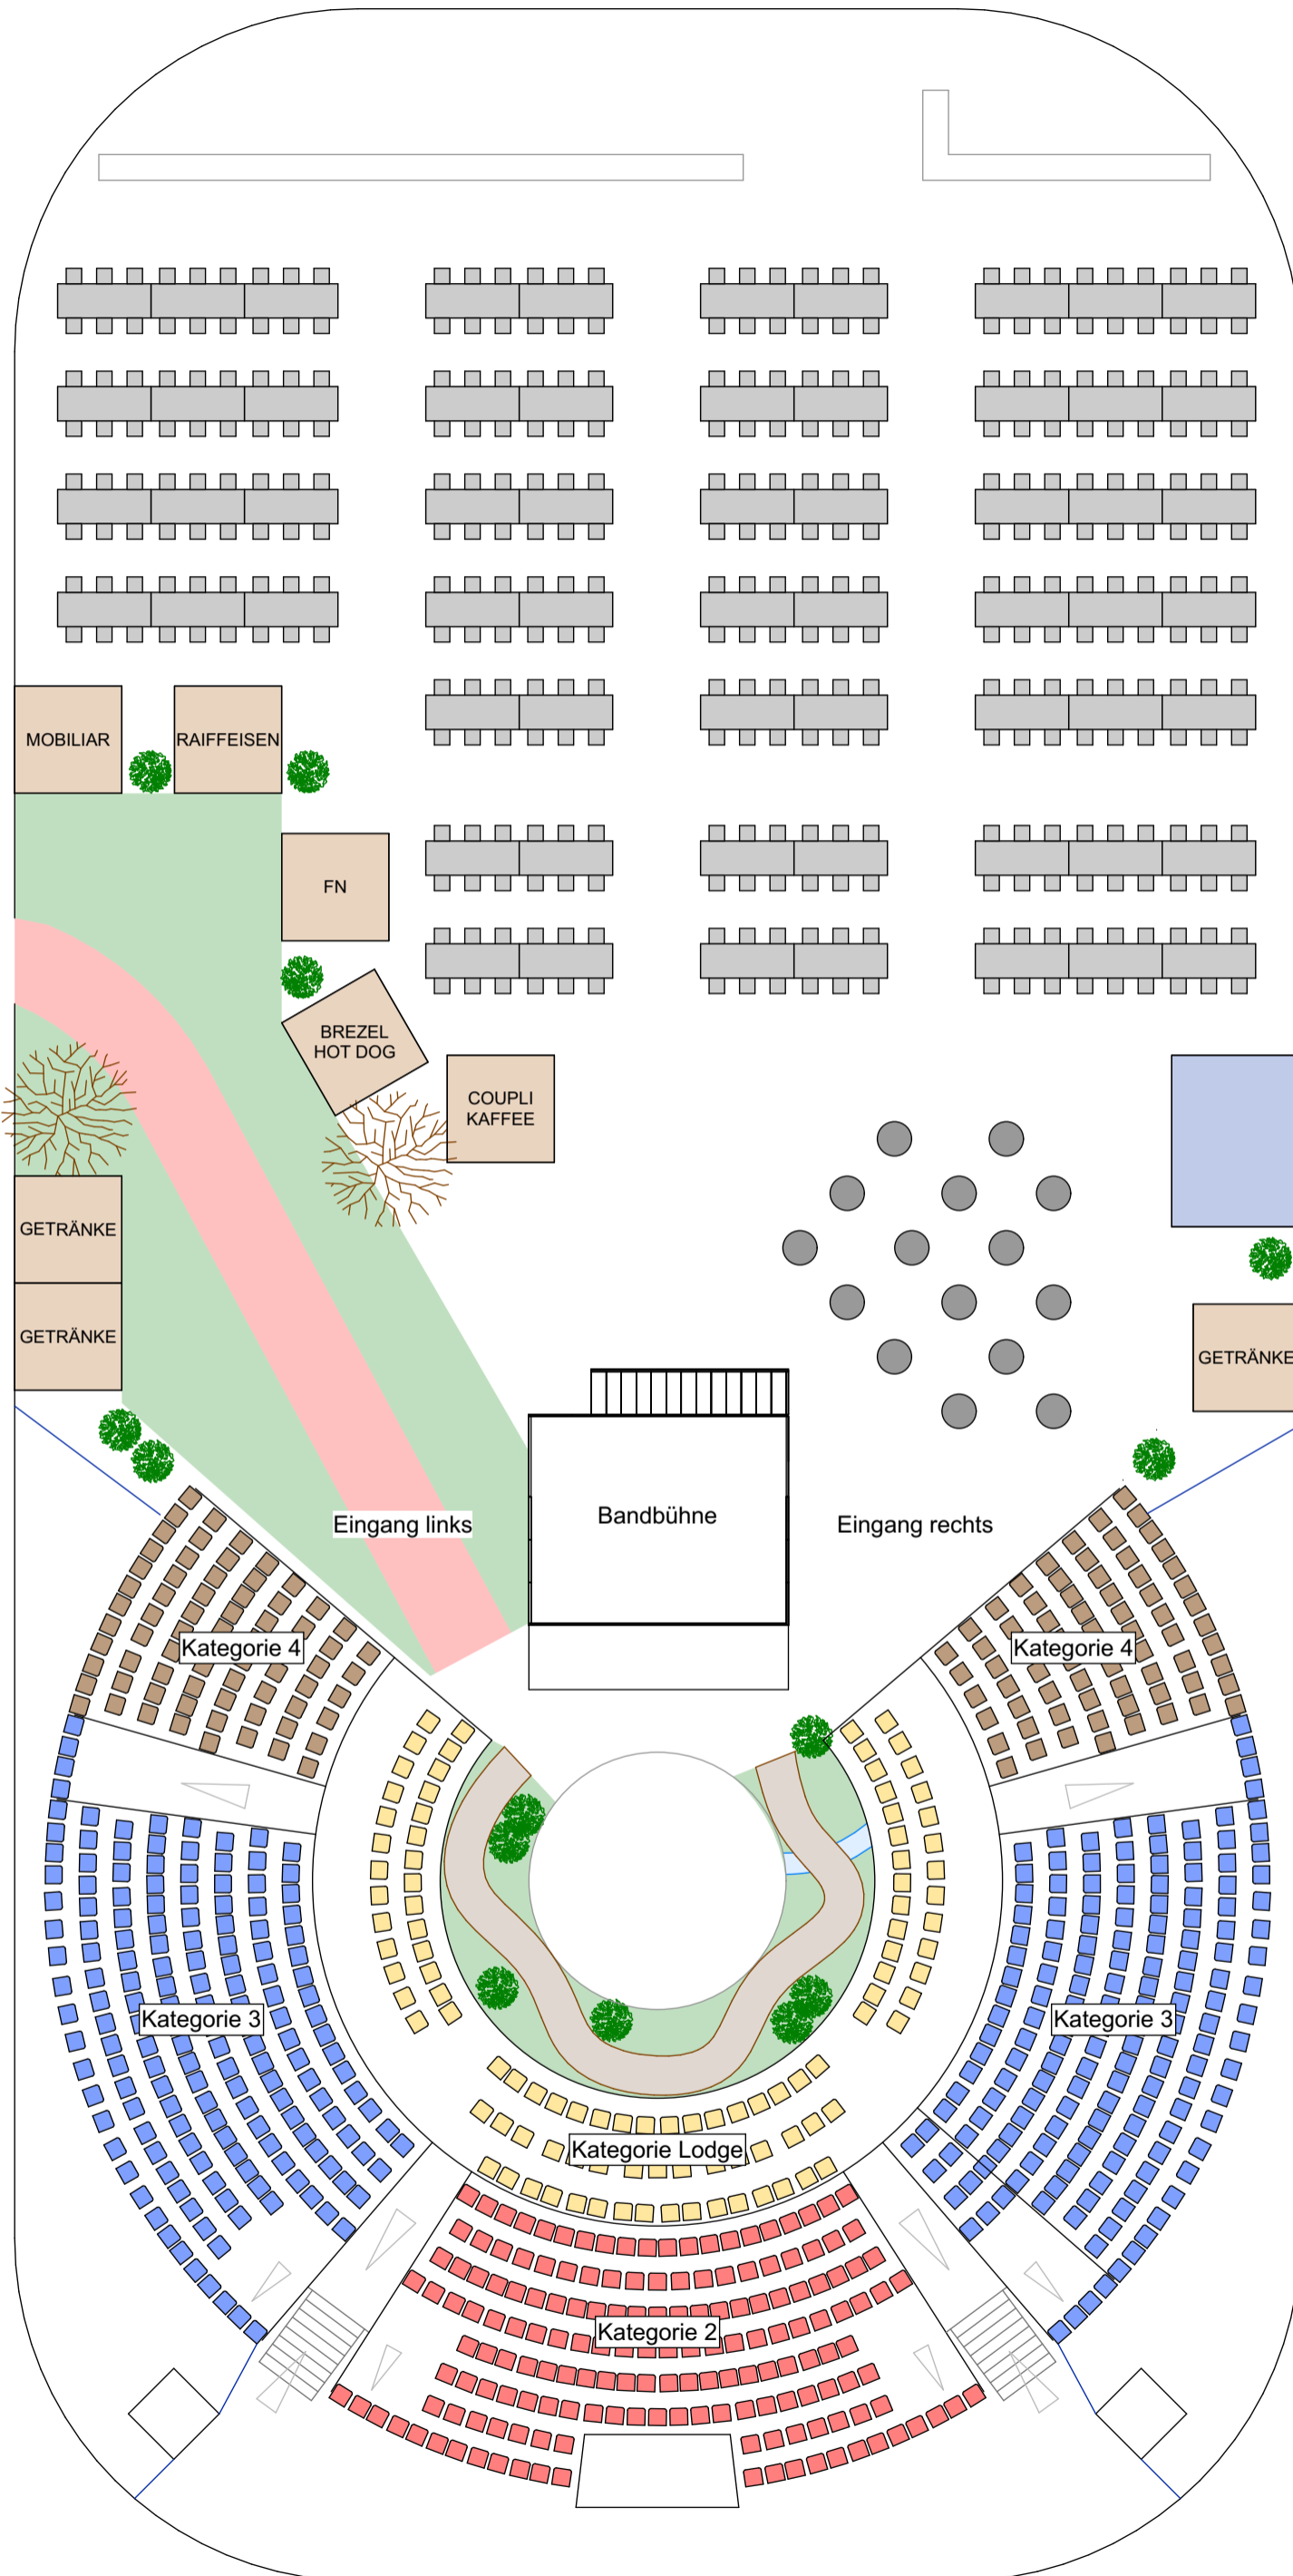 MOBILIAR
RAIFFEISEN
FN
BREZEL
HOT DOG
COUPLI
KAFFEE
GETRÄNKE
GETRÄNKE
GETRÄNKE
Eingang links
Bandbühne
Eingang rechts
Kategorie 4
Kategorie 4
Kategorie 3
Kategorie 3
Kategorie Lodge
Kategorie 2